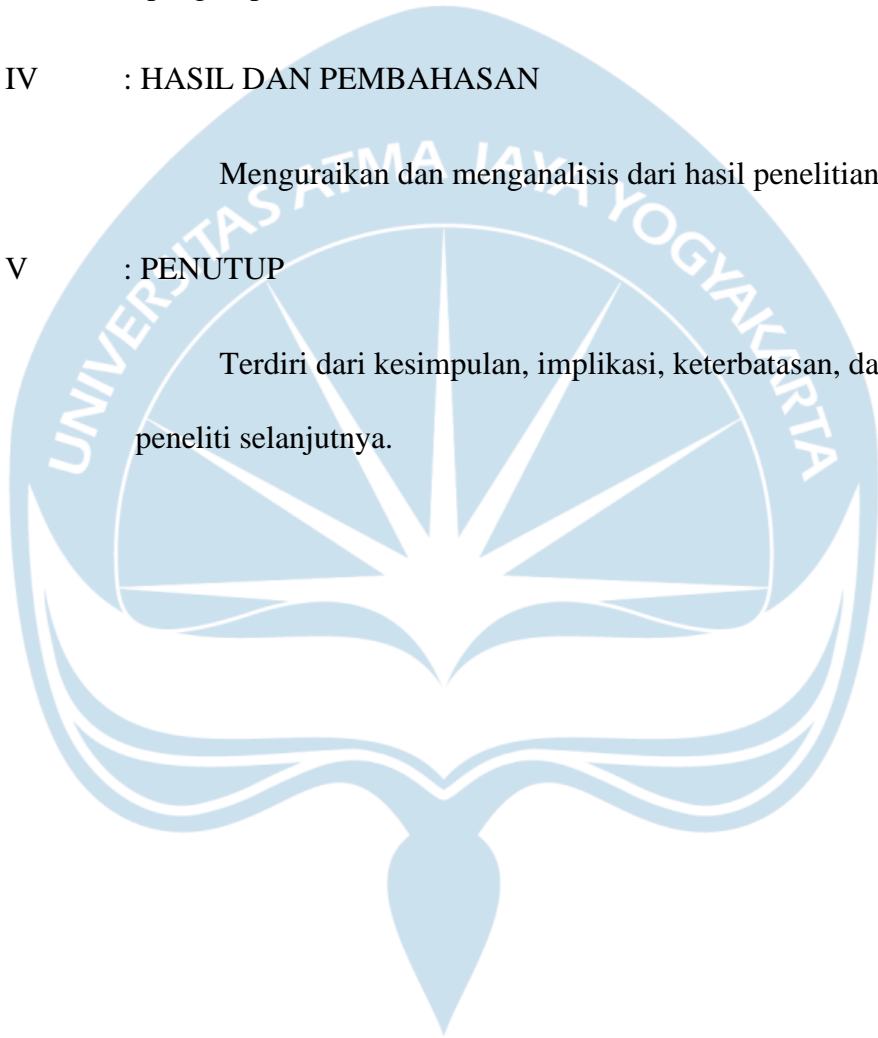 IV : HASIL DAN PEMBAHASAN
UNIVERSITAS ATMA JAYA YOGYAKARTA
Menguraikan dan menganalisis dari hasil penelitian
V : PENUTUP
Terdiri dari kesimpulan, implikasi, keterbatasan, da
peneliti selanjutnya.